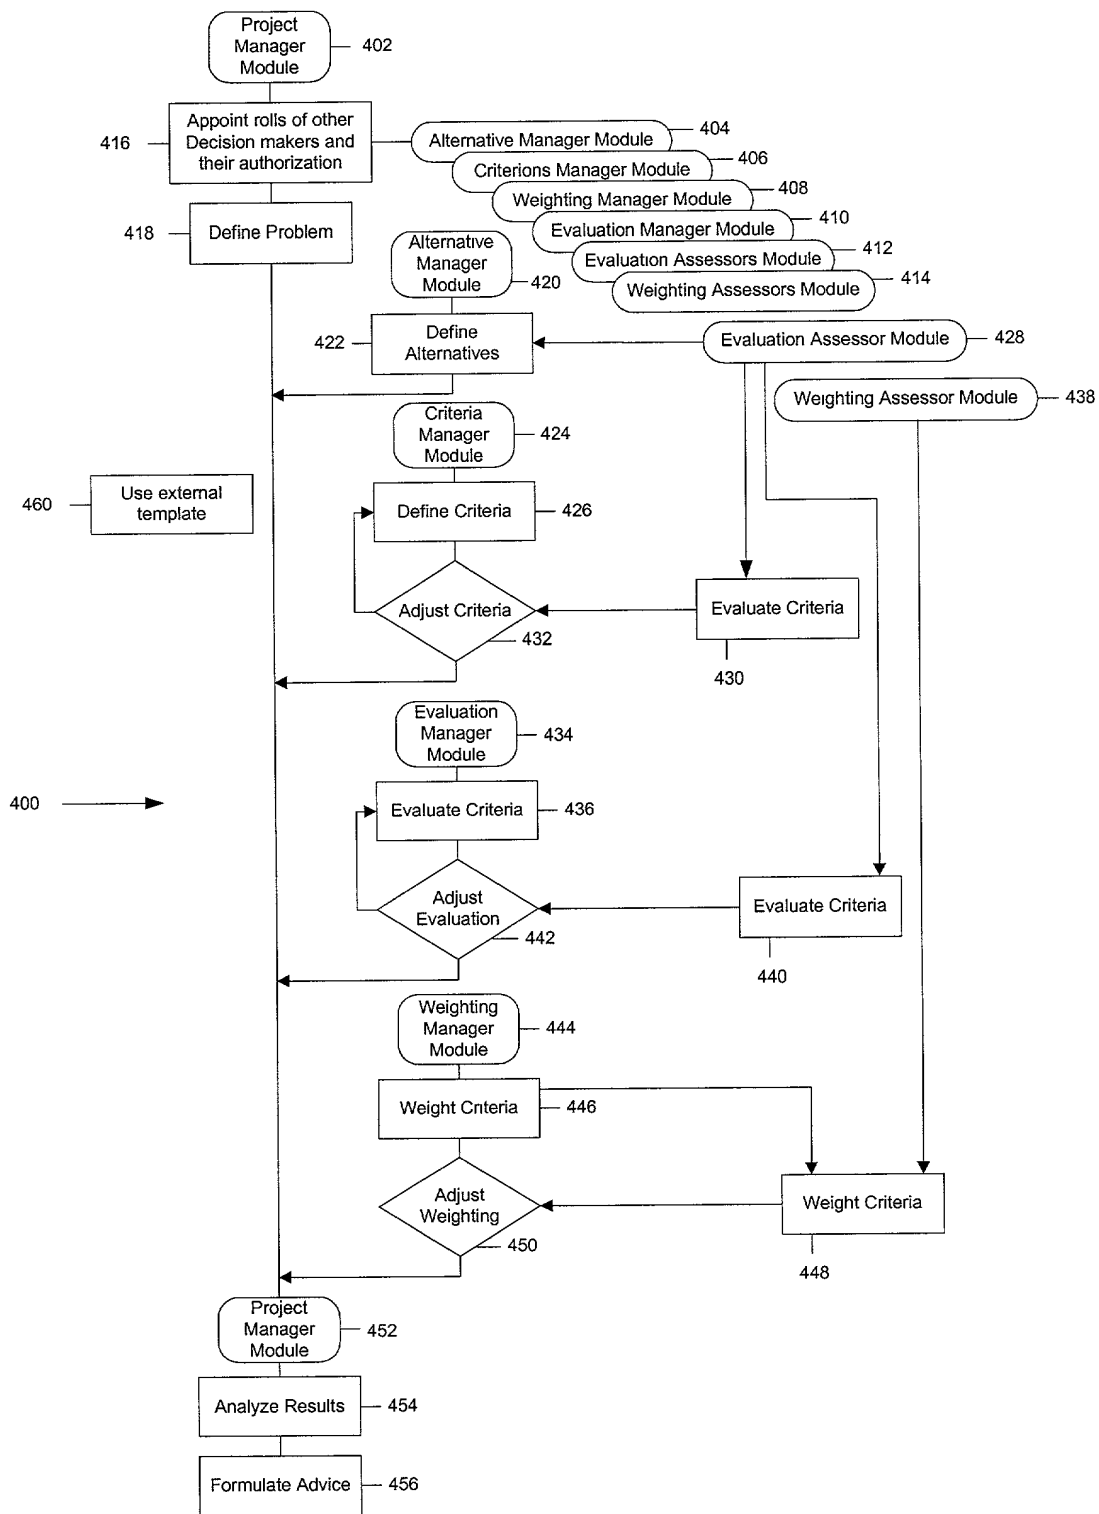 Project
Manager
Module
402
416
Appoint rolls of other
Decision makers and
their authorization
Alternative Manager Module
404
Criterions Manager Module
406
Weighting Manager Module
408
Evaluation Manager Module
410
Evaluation Assessors Module
412
Weighting Assessors Module
414
418
Define Problem
Alternative
Manager
Module
420
422
Define
Alternatives
Evaluation Assessor Module
428
Weighting Assessor Module
438
Criteria
Manager
Module
424
460
Use external
template
Define Criteria
426
Adjust Criteria
432
Evaluate Criteria
430
Evaluation
Manager
Module
434
400
Evaluate Criteria
436
Adjust
Evaluation
442
Evaluate Criteria
440
Weighting
Manager
Module
444
Weight Criteria
446
Adjust
Weighting
450
Weight Criteria
448
Project
Manager
Module
452
Analyze Results
454
Formulate Advice
456